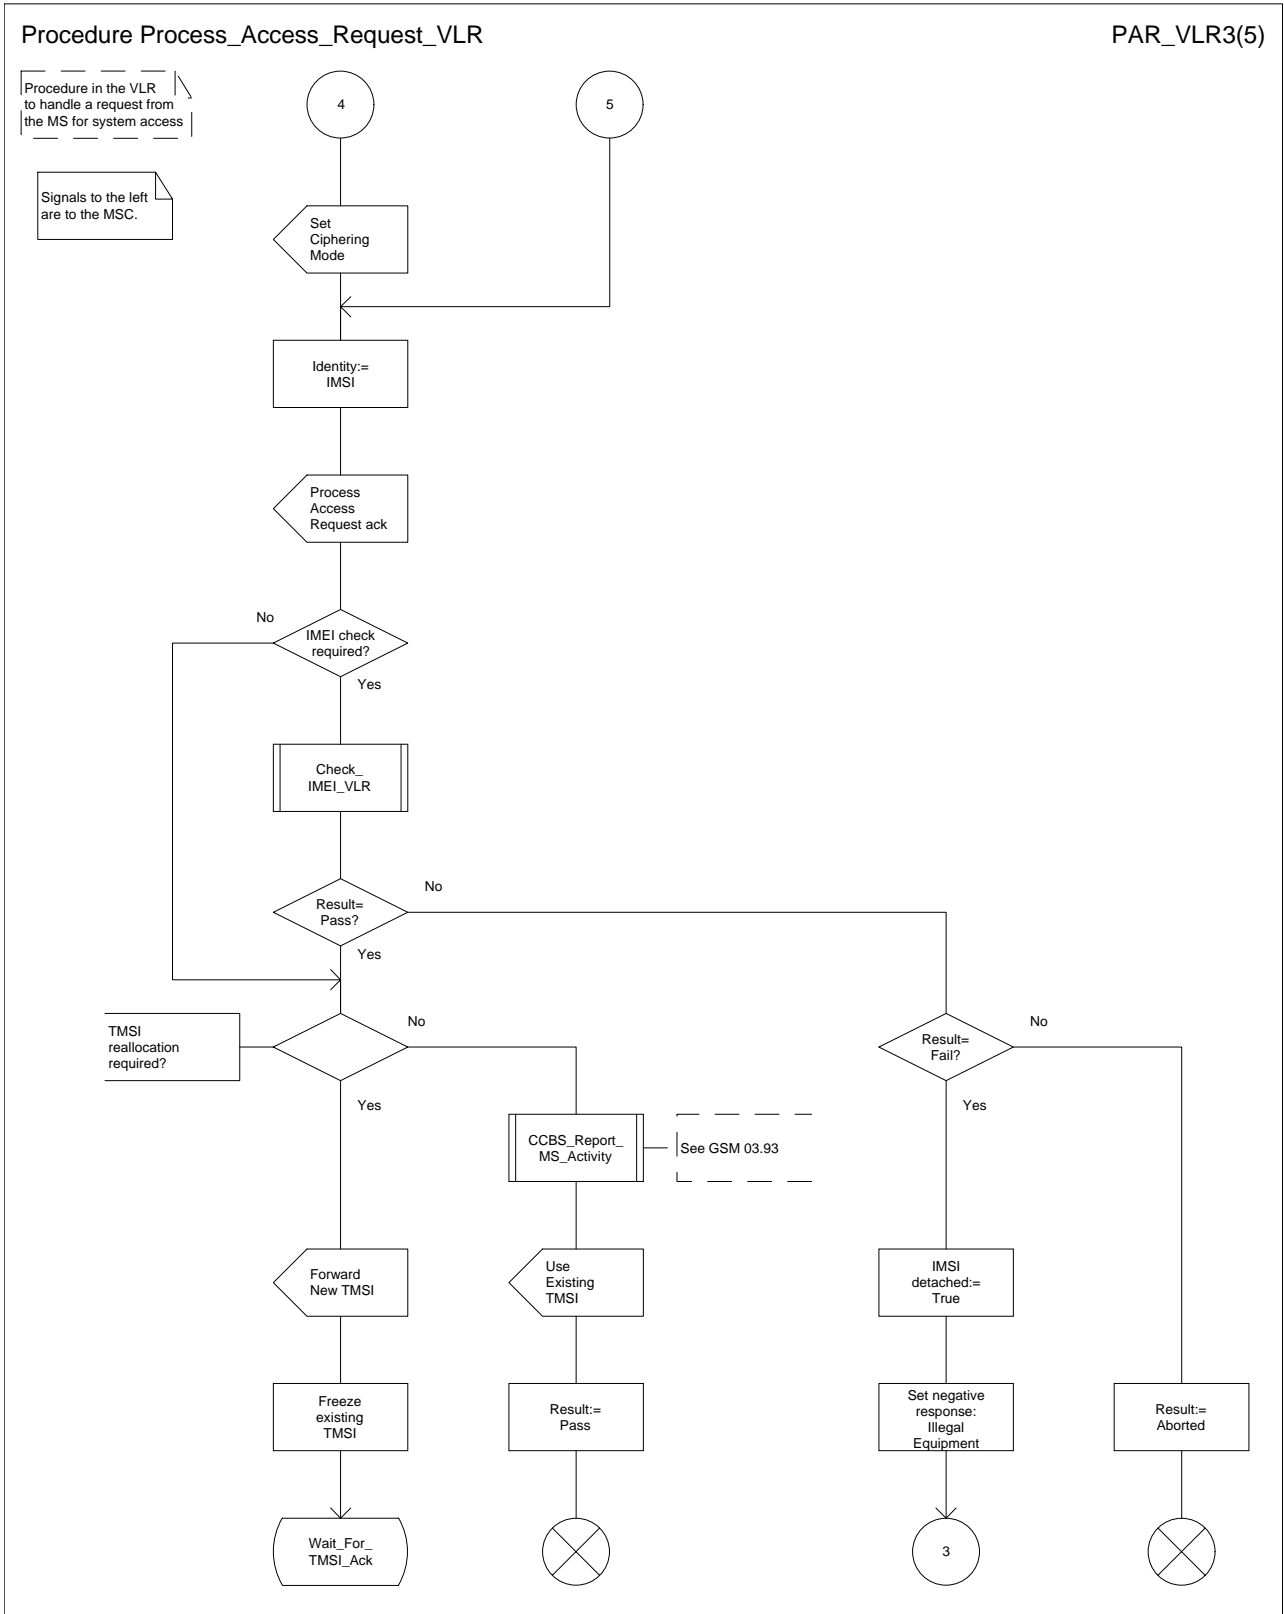 Procedure Process_Access_Request_VLR
PAR_VLR3(5)
Procedure in the VLR
to handle a request from
the MS for system access
4
5
Signals to the left
are to the MSC.
Set
Ciphering
Mode
Identity:=
IMSI
Process
Access
Request ack
No
IMEI check
required?
Yes
Check_
IMEI_VLR
No
Result=
Pass?
Yes
TMSI
reallocation
required?
No
Yes
Result=
Fail?
No
Yes
CCBS_Report_
MS_Activity
See GSM 03.93
Forward
New TMSI
Use
Existing
TMSI
IMSI
detached:=
True
Freeze
existing
TMSI
Result:=
Pass
Set negative
response:
Illegal
Equipment
Result:=
Aborted
Wait_For_
TMSI_Ack
3